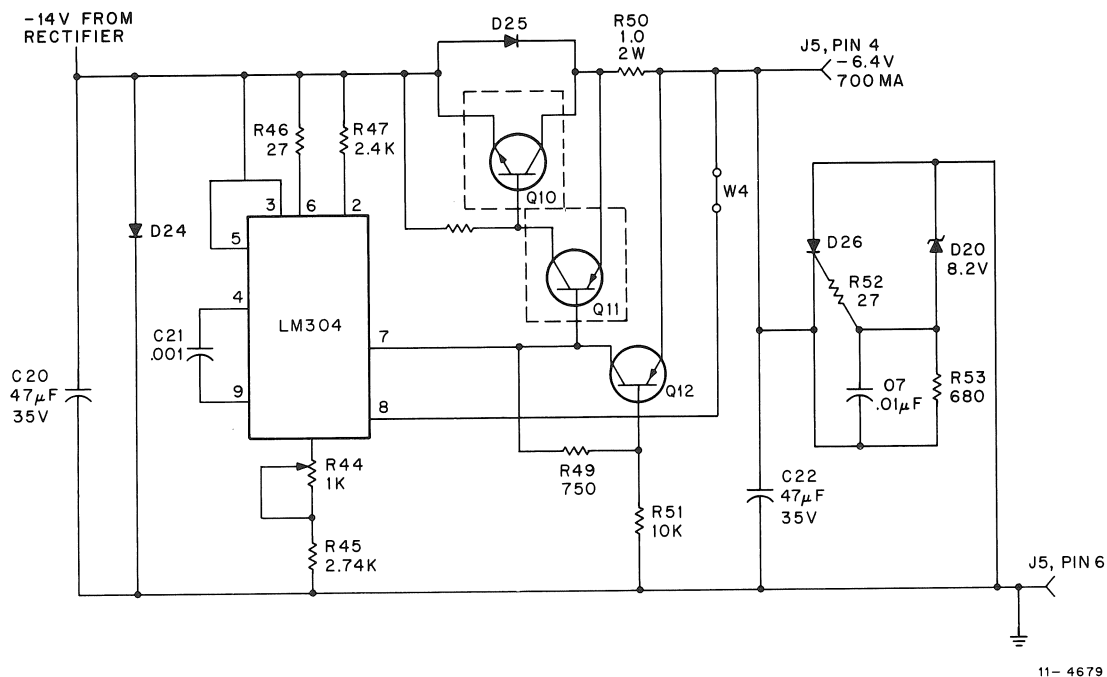 -14V FROM
RECTIFIER
D25
R50
1.0
2W
J5, PIN 4
-6.4V
700 MA
R46
27
R47
2.4K
Q10
W4
3
6
2
5
D24
D26
D20
8.2V
R52
27
Q11
4
LM304
7
C21
.001
9
8
Q12
C20
47μF
35V
07
.01μF
R53
680
R44
1K
R49
750
C22
47μF
35V
R51
10K
R45
2.74K
J5, PIN 6
11-4679